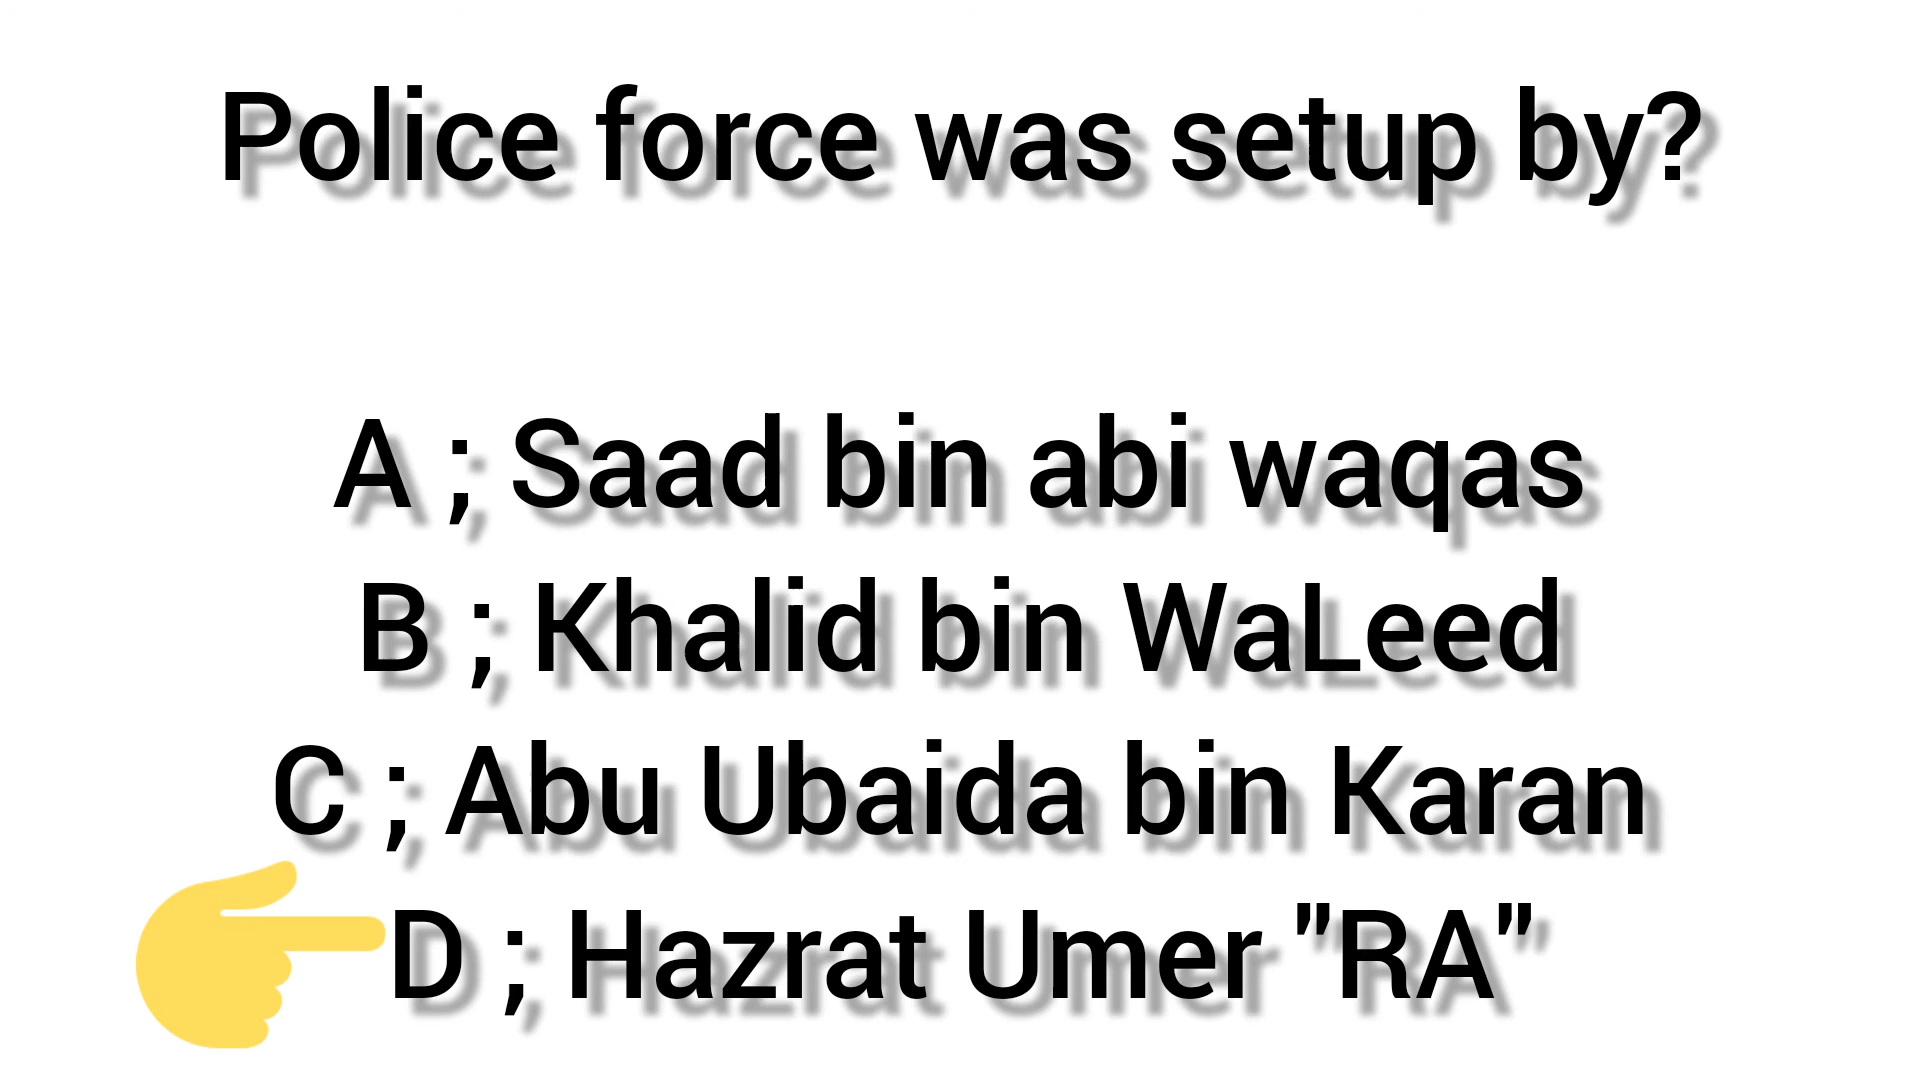 Police force was setup by?
A ; Saad bin abi waqas
B ; Khalid bin WaLeed
C ; Abu Ubaida bin Karan
D ; Hazrat Umer "RA"